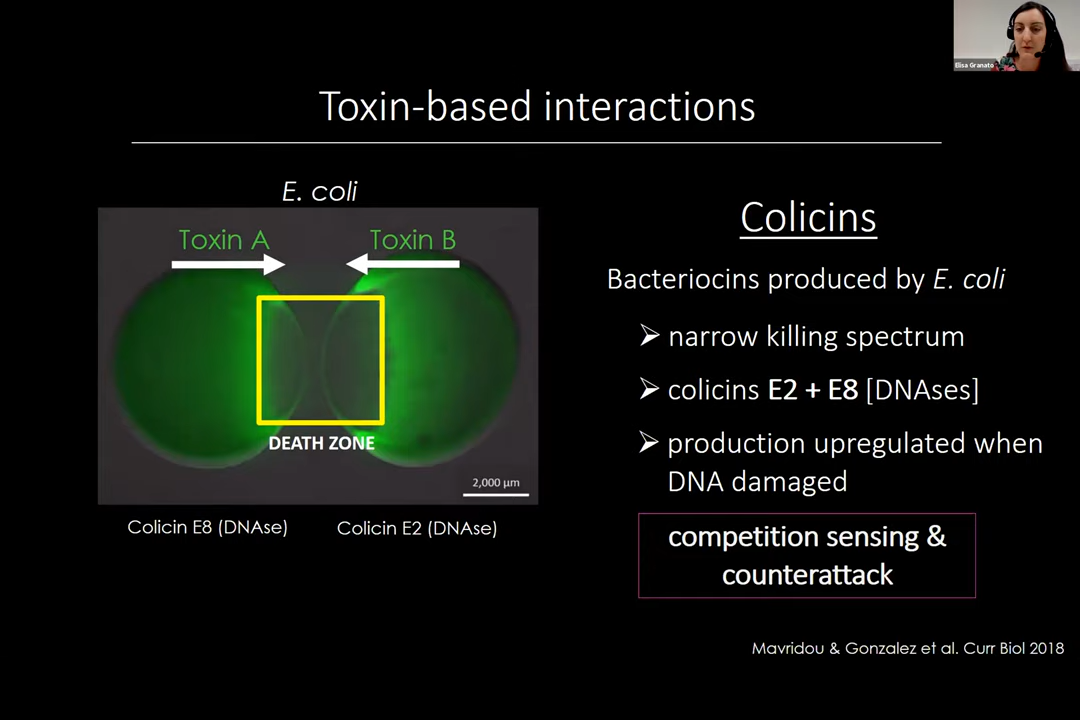 Elisa Granato
Toxin-based interactions
E. coli
Toxin A
Toxin B
DEATH ZONE
2,000 μm
Colicin E8 (DNAse)
Colicin E2 (DNAse)
Colicins
Bacteriocins produced by E. coli
narrow killing spectrum
colicins E2 + E8 [DNAses]
production upregulated when
DNA damaged
competition sensing &
counterattack
Mavridou & Gonzalez et al. Curr Biol 2018